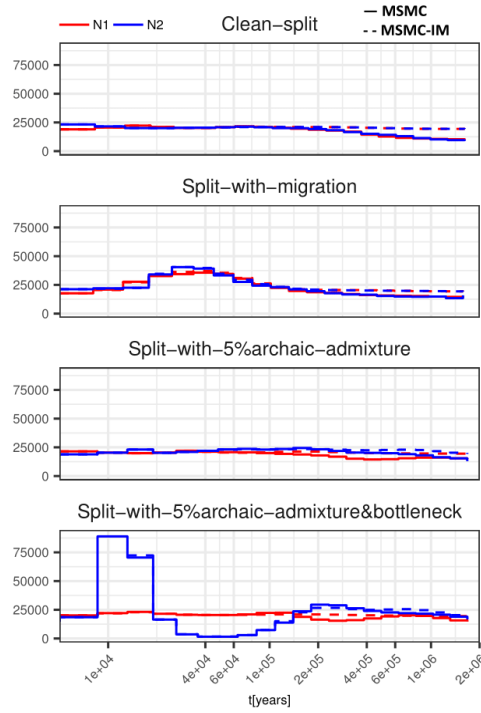 N1 N2 Clean−split — MSMC
-- MSMC-IM
75000
50000
25000
0
Split−with−migration
75000
50000
25000
0
Split−with−5%archaic−admixture
75000
50000
25000
0
Split−with−5%archaic−admixture&bottleneck
75000
50000
25000
0
1e+04 4e+04 6e+04 1e+05 2e+05 4e+05 6e+05 1e+06 2e+06
t[years]